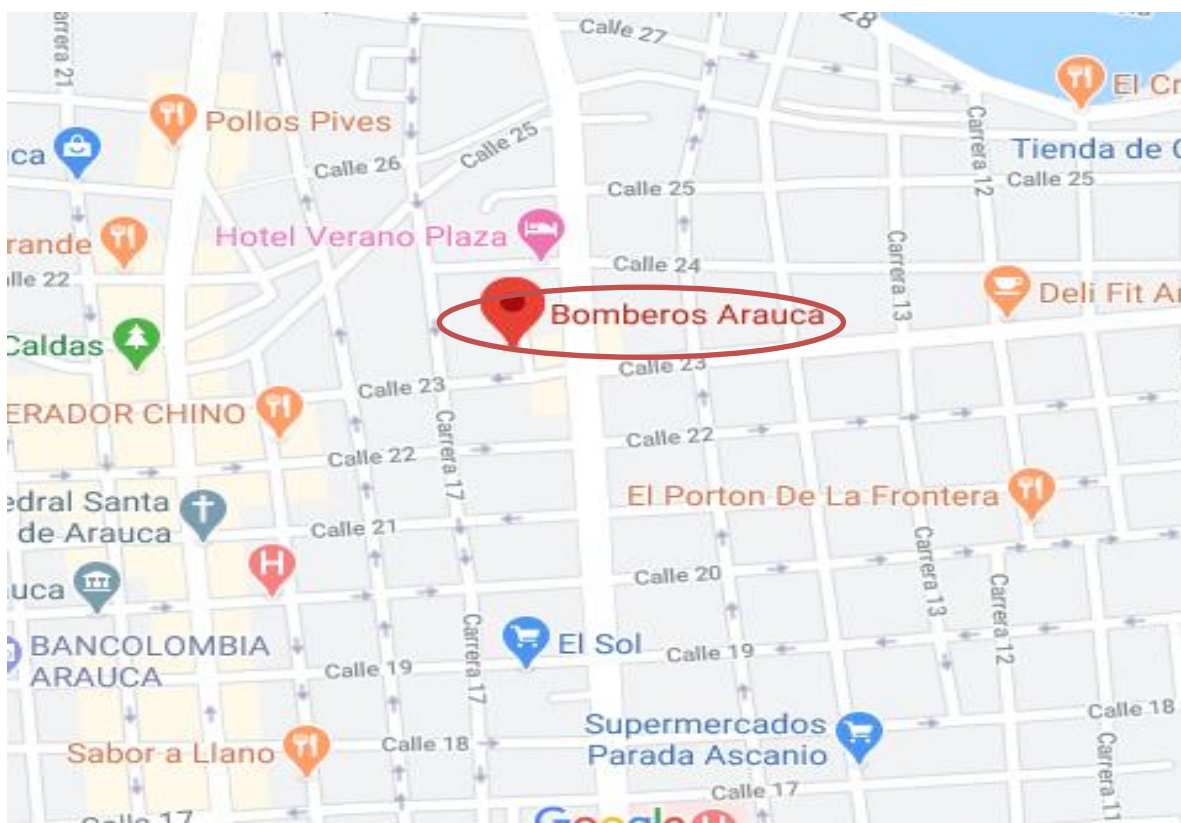 Carrera 21
Calle 27
28
El Cr
Pollos Pives
Calle 25
Carrera 12
Tienda de C
ca
Calle 26
Calle 25
Calle 25
Hotel Verano Plaza
rande
Calle 24
Carrera 13
lle 22
Deli Fit Ar
Bomberos Arauca
Caldas
Calle 23
Calle 23
ERADOR CHINO
Calle 22
Calle 22
Carrera 17
edral Santa
de Arauca
El Porton De La Frontera
Calle 21
H
uca
Calle 20
Carrera 13
Carrera 12
BANCOLOMBIA
ARAUCA
El Sol
Calle 19
Calle 19
Carrera 17
Calle 18
Sabor a Llano
Calle 18
Supermercados
Parada Ascanio
Carrera 11
Calle 17
Calle 17
Google
H